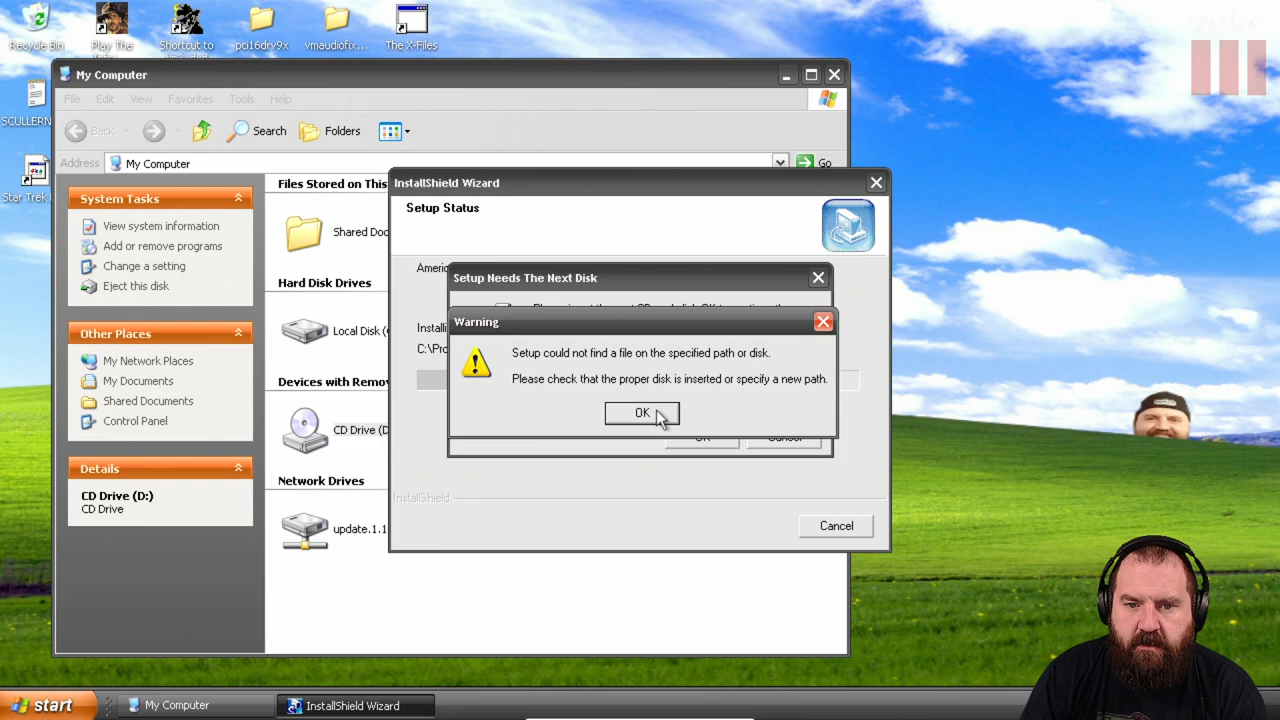 Recycle Bin
Play The
Shortcut to
pci16drv9x
vmaudiofix...
The X-Files
SCULLERN
Star Trek
My Computer
File Edit View Favorites Tools Help
Back
Search
Folders
Address
My Computer
Go
System Tasks
View system information
Add or remove programs
Change a setting
Eject this disk
Other Places
My Network Places
My Documents
Shared Documents
Control Panel
Details
CD Drive (D:)
CD Drive
Files Stored on This
Shared Doc
Hard Disk Drives
Local Disk (
Devices with Remov
CD Drive (D
Network Drives
update.1.1
InstallShield Wizard
Setup Status
Americ
Installi
C:\Pro
Setup Needs The Next Disk
Warning
Setup could not find a file on the specified path or disk.
Please check that the proper disk is inserted or specify a new path.
OK
OK
Cancel
InstallShield
Cancel
start
My Computer
InstallShield Wizard